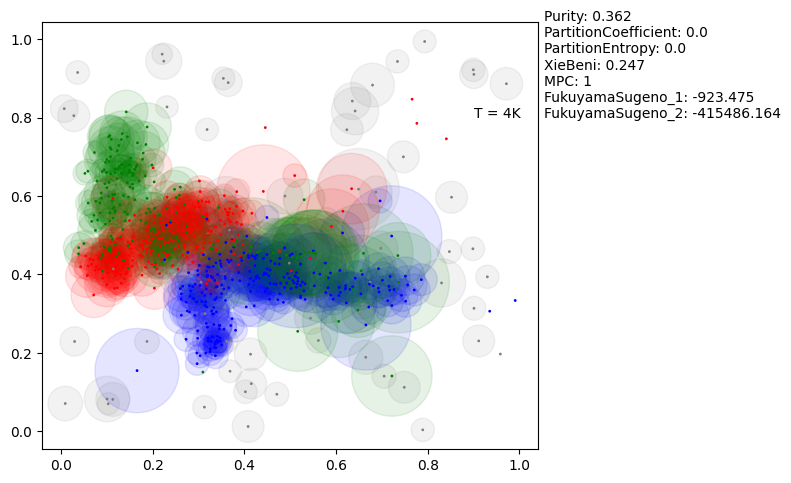 Purity: 0.362
PartitionCoefficient: 0.0
PartitionEntropy: 0.0
XieBeni: 0.247
MPC: 1
FukuyamaSugeno_1: -923.475
FukuyamaSugeno_2: -415486.164
T = 4K
1.0
0.8
0.6
0.4
0.2
0.0
0.0 0.2 0.4 0.6 0.8 1.0